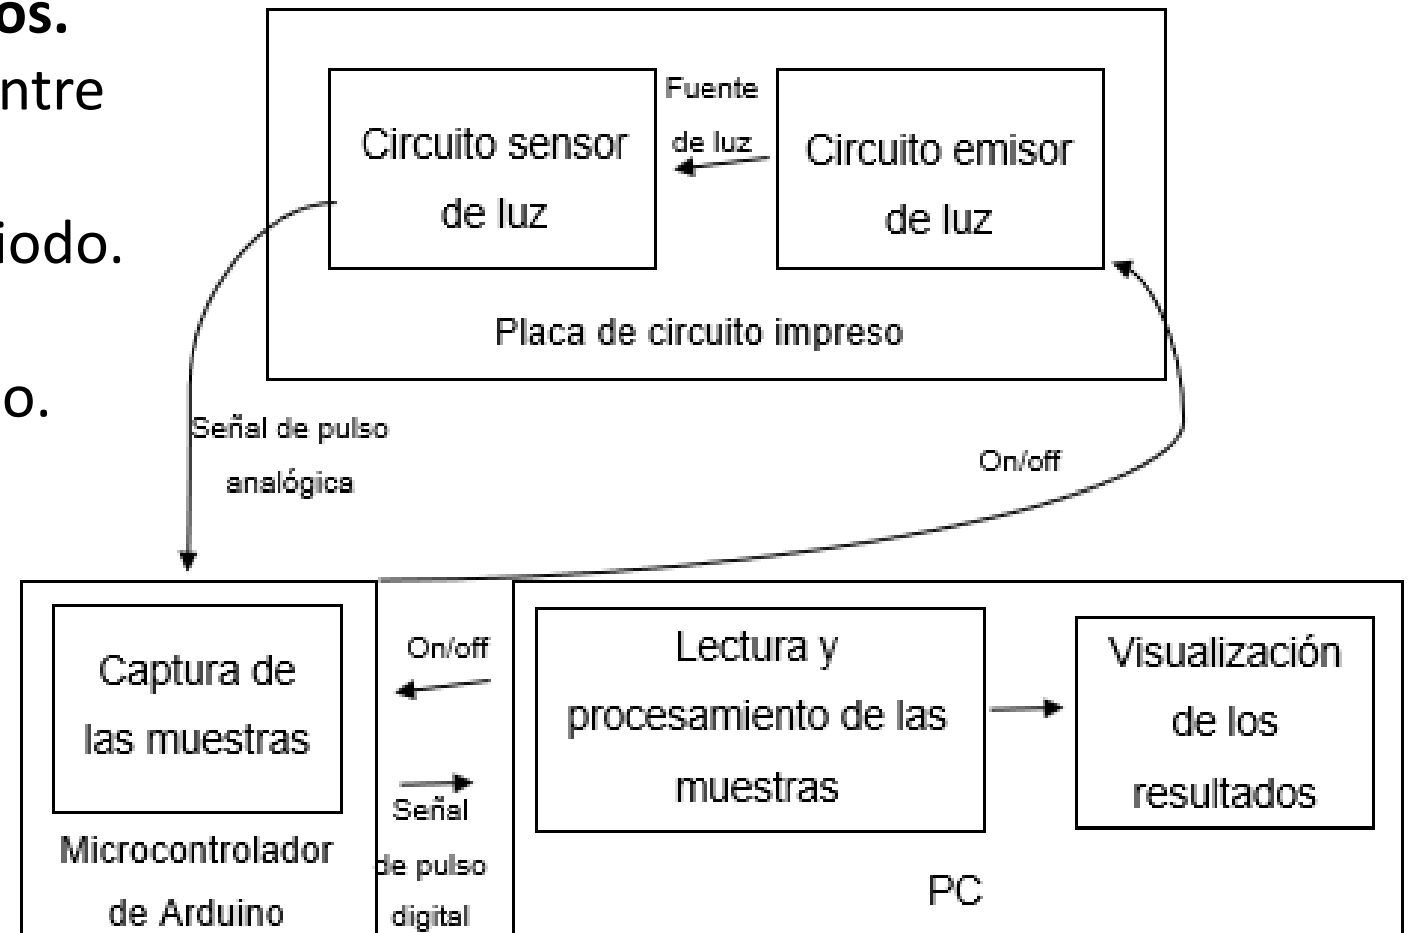 os.
ntre
iodo.
o.
Fuente
de luz
Circuito sensor
de luz
Circuito emisor
de luz
Placa de circuito impreso
Señal de pulso
analógica
On/off
Captura de
las muestras
Microcontrolador
de Arduino
On/off
Señal
de pulso
digital
Lectura y
procesamiento de las
muestras
Visualización
de los
resultados
PC